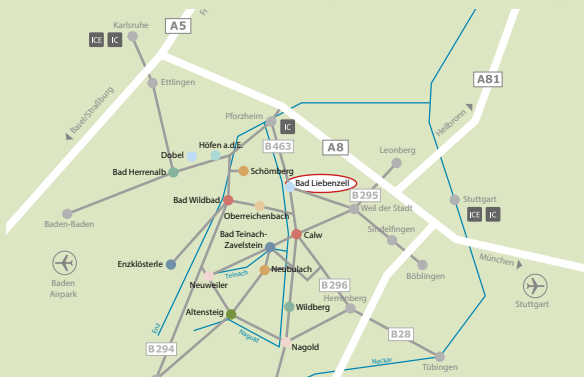 Fr
Karlsruhe
A5
ICE IC
Ettlingen
A81
Basel/Straßburg
Heilbronn
Pforzheim
IC
B463
A8
Dobel
Höfen a.d.E.
Leonberg
Bad Herrenalb
Schömberg
Bad Liebenzell
B295
Stuttgart
ICE IC
Bad Wildbad
Oberreichenbach
Weil der Stadt
Baden-Baden
Bad Teinach-
Zavelstein
Calw
Sindelfingen
München
Enzklösterle
Teinach
Neubulach
Böblingen
Baden
Airpark
Neuweiler
B296
Stuttgart
Herrenberg
Altensteig
Wildberg
Enz
Nagold
B28
B294
Nagold
Neckar
Tübingen